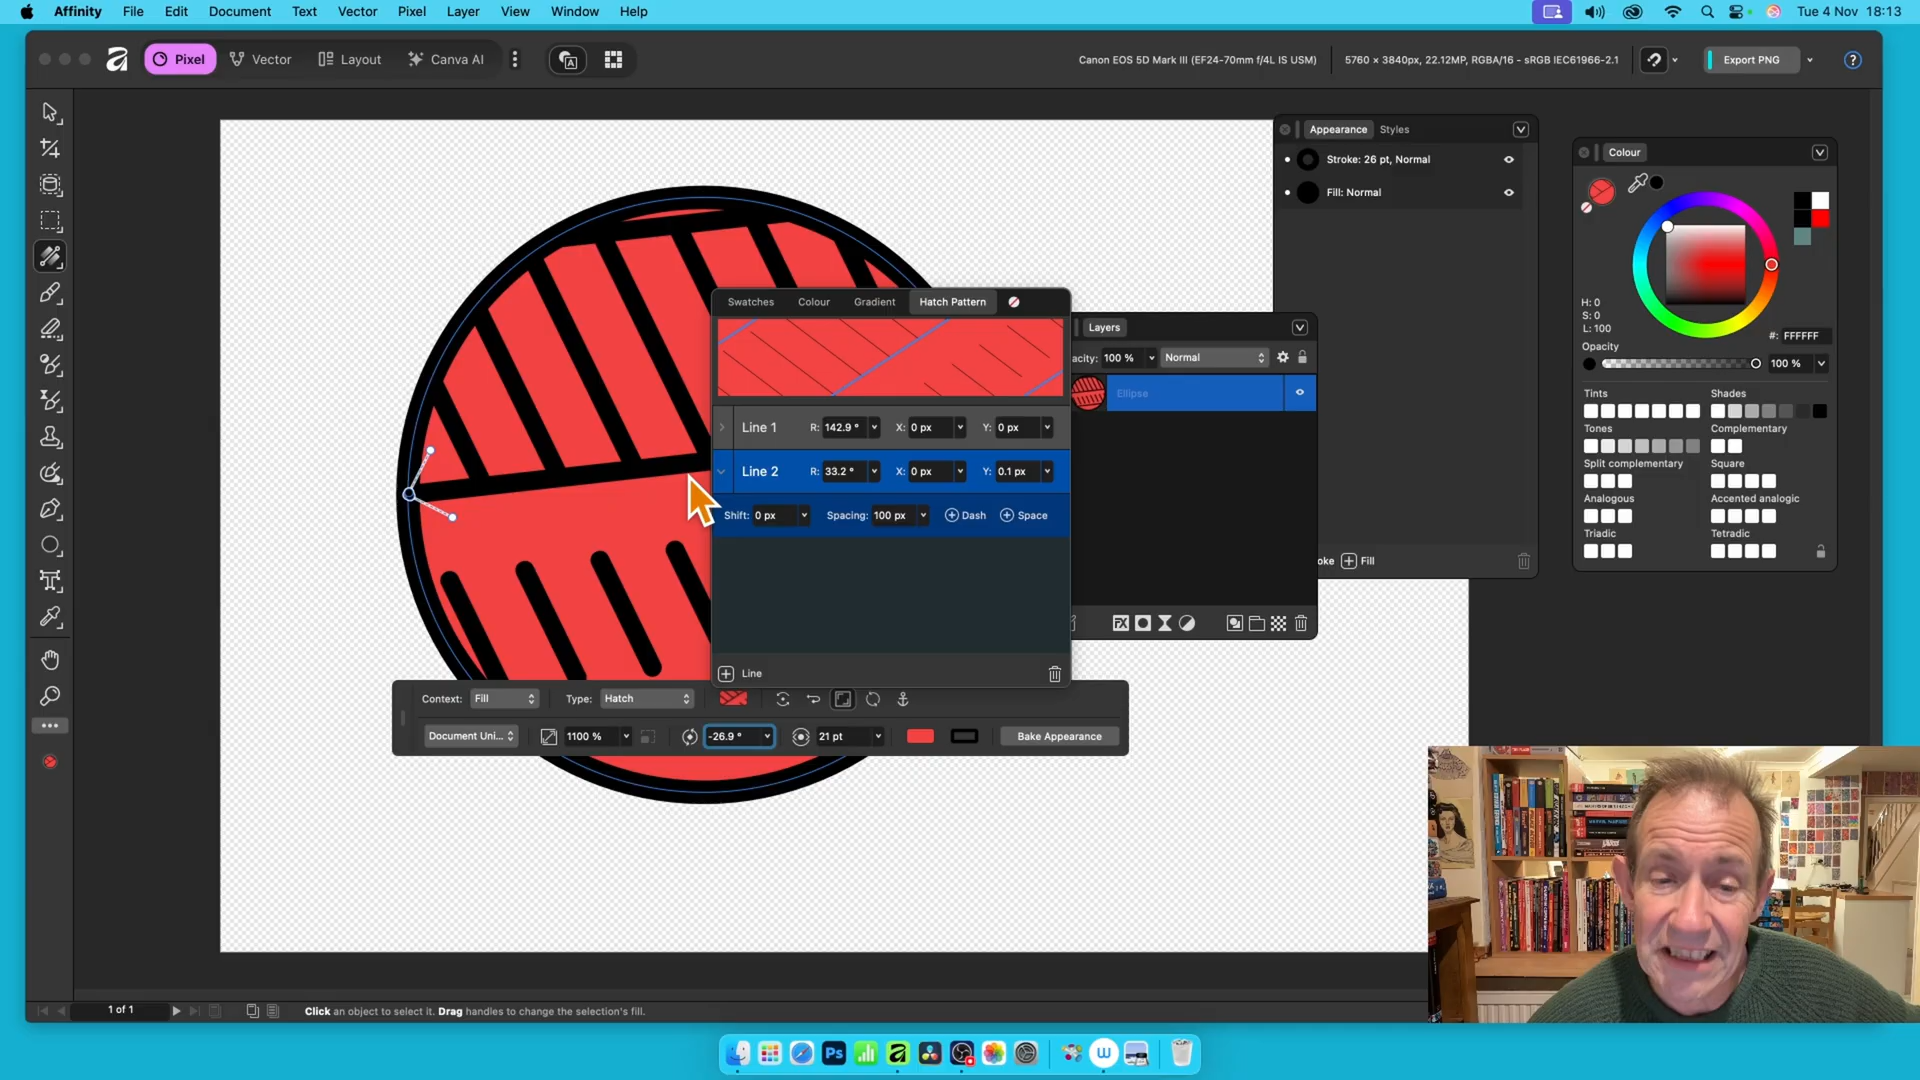 Affinity File Edit Document Text Vector Pixel Layer View Window Help
Tue 4 Nov 18:13
Pixel Vector Layout Canva AI
Canon EOS 5D Mark III (EF24-70mm f/4L IS USM)
5760 × 3840px, 22.12MP, RGBA/16 - sRGB IEC61966-2.1
Export PNG
?
Appearance Styles
Stroke: 26 pt, Normal
Fill: Normal
oke Fill
Colour
H: 0
S: 0
L: 100
#: FFFFFF
Opacity
100 %
Tints Shades
Tones Complementary
Split complementary Square
Analogous Accented analogic
Triadic Tetradic
Swatches Colour Gradient Hatch Pattern
Line 1 R: 142.9 ° X: 0 px Y: 0 px
Line 2 R: 33.2 ° X: 0 px Y: 0.1 px
Shift: 0 px Spacing: 100 px Dash Space
Line
Layers
acity: 100 % Normal
Ellipse
FX
Context: Fill Type: Hatch
Document Uni... 1100 % -26.9 ° 21 pt Bake Appearance
1 of 1
Click an object to select it. Drag handles to change the selection's fill.
Ps
w